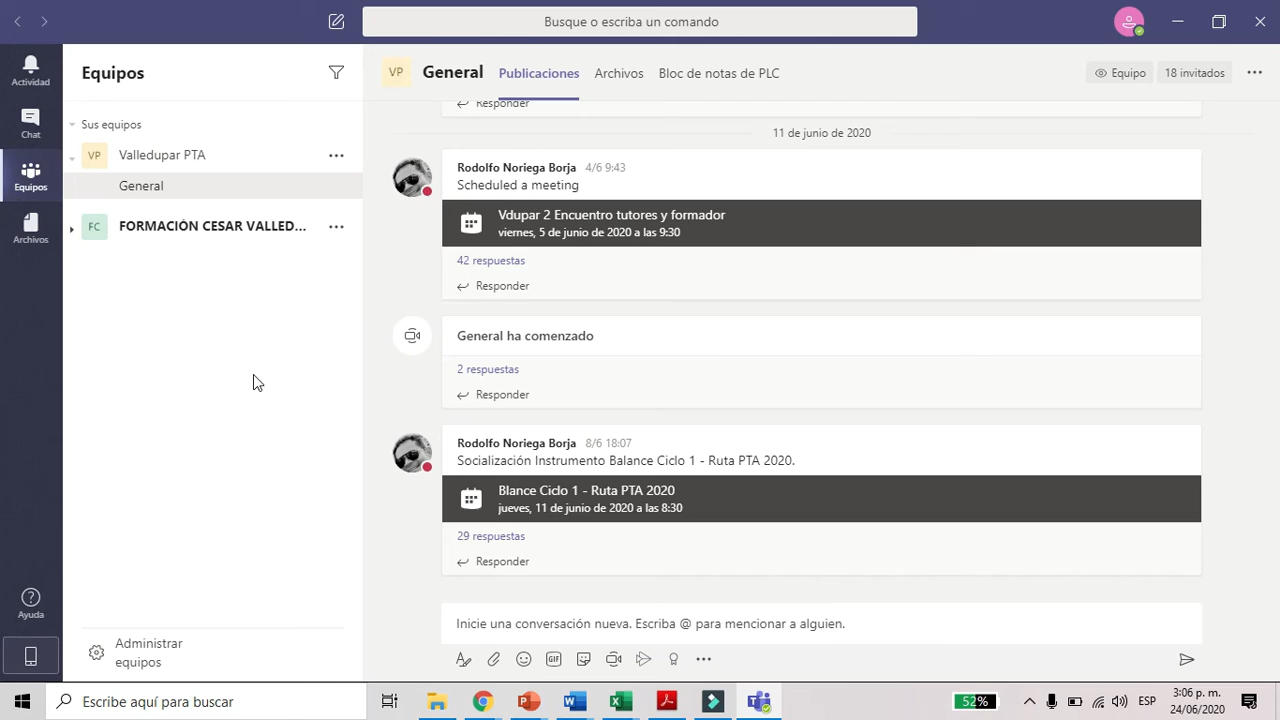 Busque o escriba un comando
Actividad
Chat
Equipos
Archivos
Ayuda
Equipos
Sus equipos
VP Valledupar PTA
General
FC FORMACIÓN CESAR VALLED...
Administrar
equipos
VP General Publicaciones Archivos Bloc de notas de PLC Equipo 18 invitados
Responder
11 de junio de 2020
Rodolfo Noriega Borja 4/6 9:43
Scheduled a meeting
Vdupar 2 Encuentro tutores y formador
viernes, 5 de junio de 2020 a las 9:30
42 respuestas
Responder
General ha comenzado
2 respuestas
Responder
Rodolfo Noriega Borja 8/6 18:07
Socialización Instrumento Balance Ciclo 1 - Ruta PTA 2020.
Blance Ciclo 1 - Ruta PTA 2020
jueves, 11 de junio de 2020 a las 8:30
29 respuestas
Responder
Inicie una conversación nueva. Escriba @ para mencionar a alguien.
GIF
Escribe aquí para buscar
52%
ESP
3:06 p. m.
24/06/2020